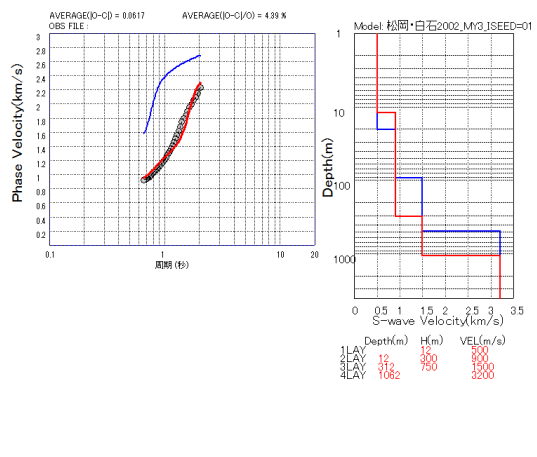 AVERAGE(|O-C|) = 0.0617 AVERAGE(|O-C|/O) = 4.39 %
OBS FILE :
Model: 松岡・白石2002_MY3_ISEED=01
3
2.8
2.6
2.4
2.2
2
1.8
1.6
1.4
1.2
1
0.8
0.6
0.4
0.2
Phase Velocity(km/s)
0.1 1 10 20
周期(秒)
1
10
100
1000
Depth(m)
0 0.5 1 1.5 2 2.5 3 3.5
S-wave Velocity(km/s)
Depth(m) H(m) VEL(m/s)
1LAY 12 500
2LAY 12 300 900
3LAY 312 750 1500
4LAY 1062 3200